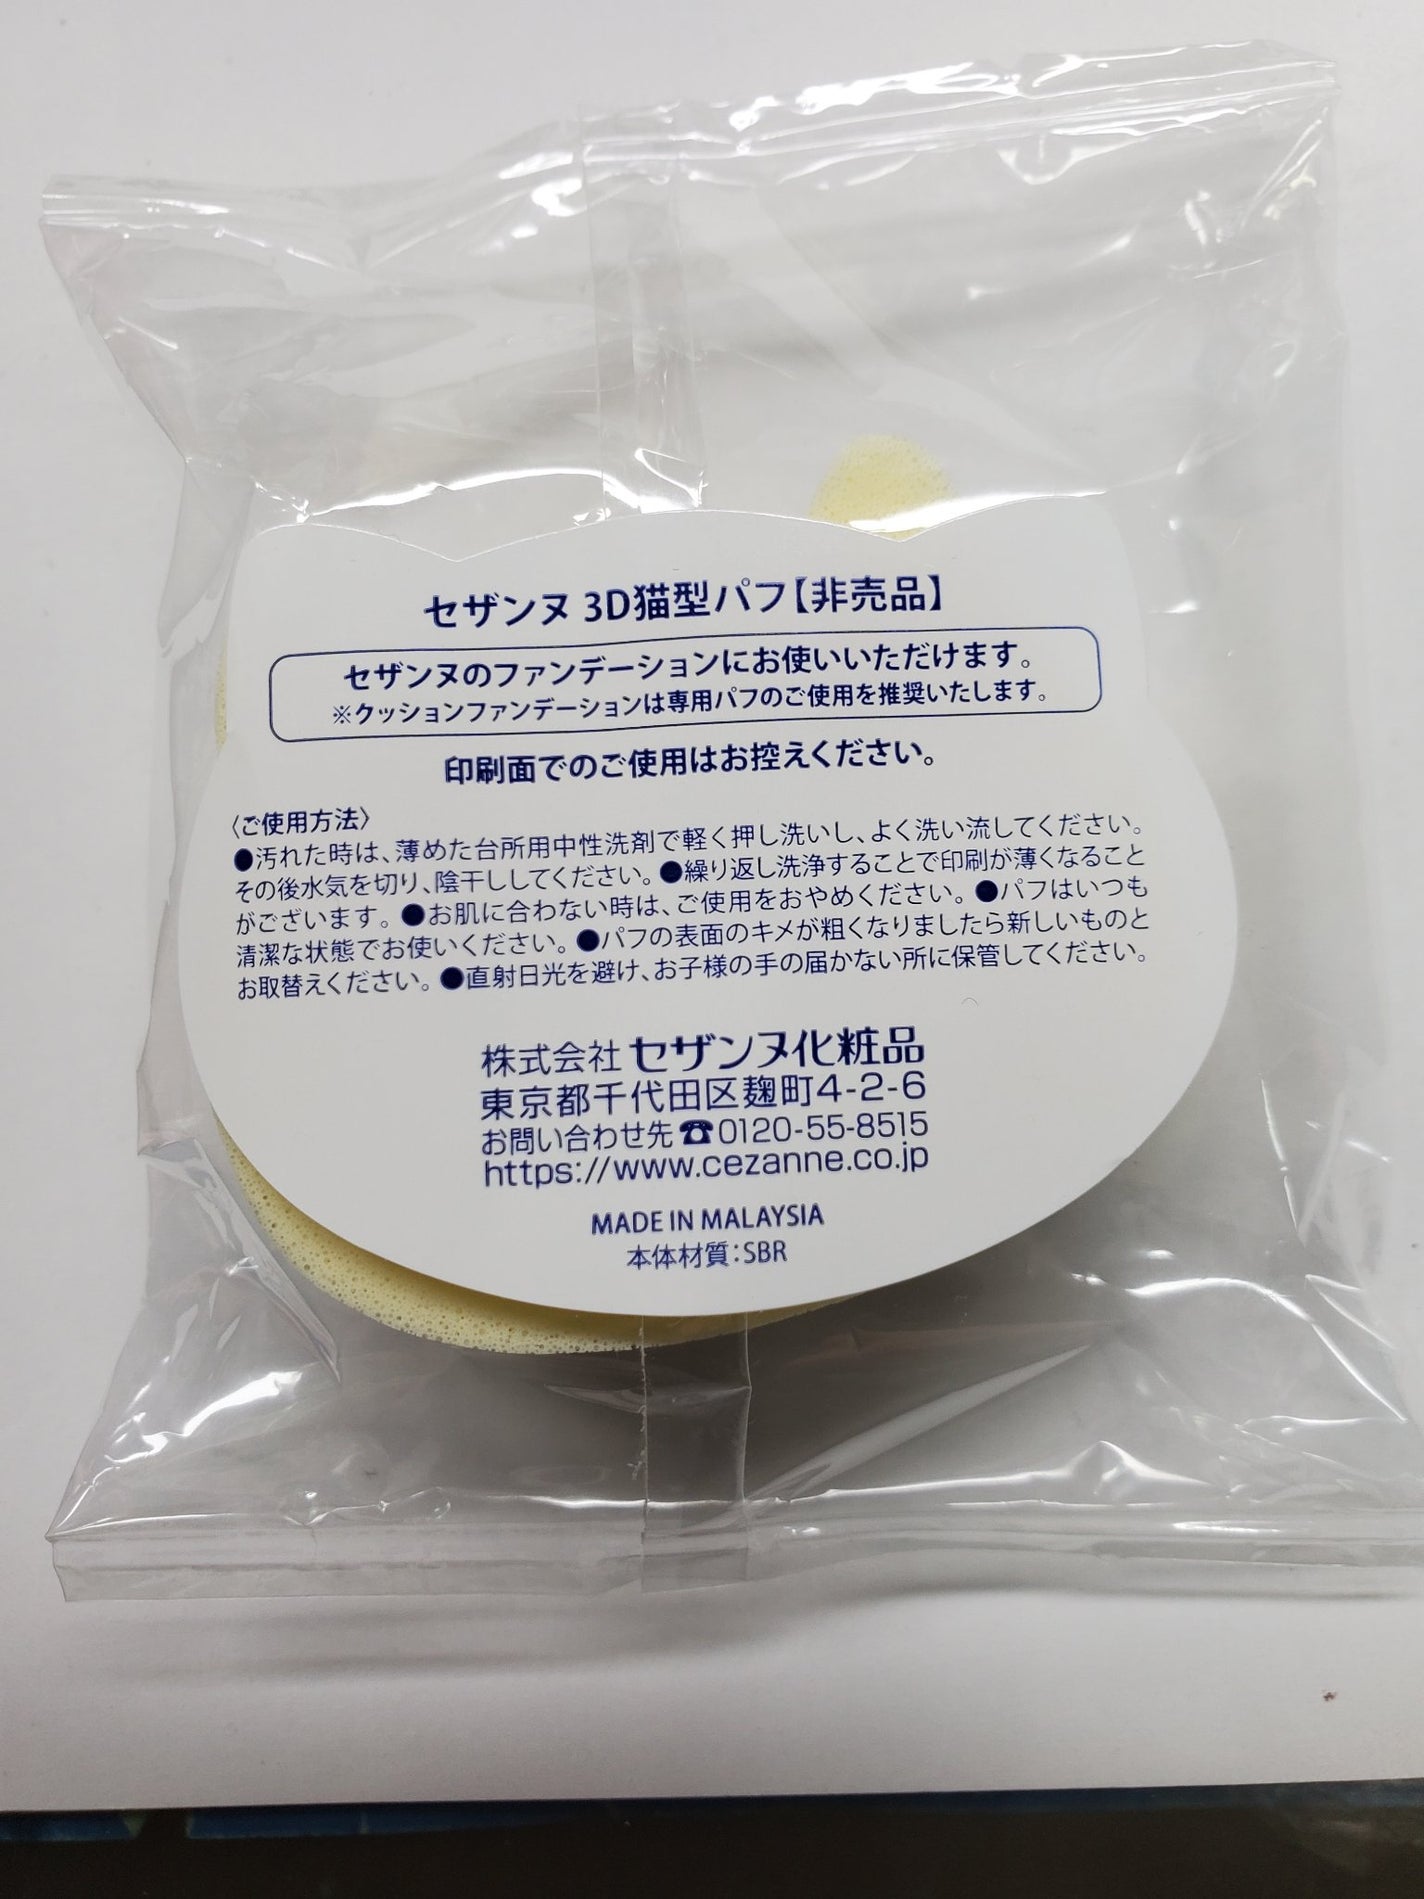 セザンヌ 3D猫型パフ【非売品】
セザンヌのファンデーションにお使いいただけます。
※クッションファンデーションは専用パフのご使用を推奨いたします。
印刷面でのご使用はお控えください。
〈ご使用方法〉
●汚れた時は、薄めた台所用中性洗剤で軽く押し洗いし、よく洗い流してください。
その後水気を切り、陰干ししてください。●繰り返し洗浄することで印刷が薄くなること
がございます。●お肌に合わない時は、ご使用をおやめください。●パフはいつも
清潔な状態でお使いください。●パフの表面のキメが粗くなりましたら新しいものと
お取替えください。●直射日光を避け、お子様の手の届かない所に保管してください。
株式会社 セザンヌ化粧品
東京都千代田区麹町4-2-6
お問い合わせ先☎0120-55-8515
https://www.cezanne.co.jp
MADE IN MALAYSIA
本体材質：SBR